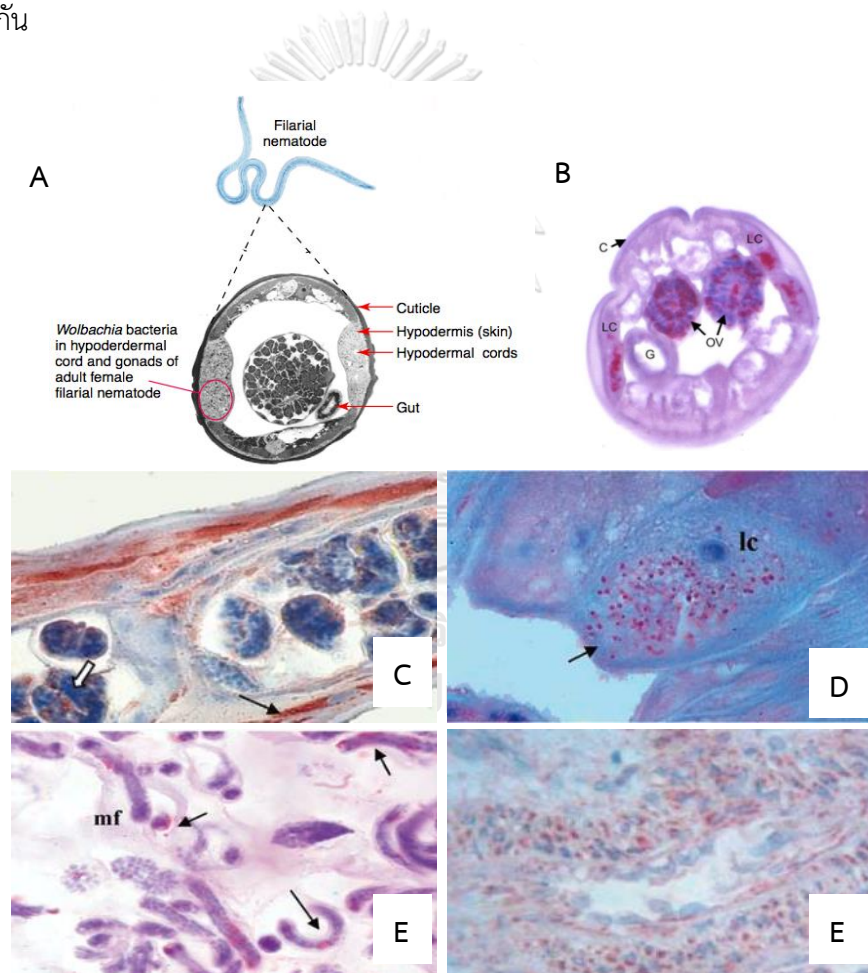 กัน
Filarial
nematode
A
B
Cuticle
Hypodermis (skin)
Hypodermal cords
Gut
Wolbachia bacteria
in hypoderdermal
cord and gonads of
adult female
filarial nematode
C
LC
LC
OV
G
C
lc
D
mf
E
E